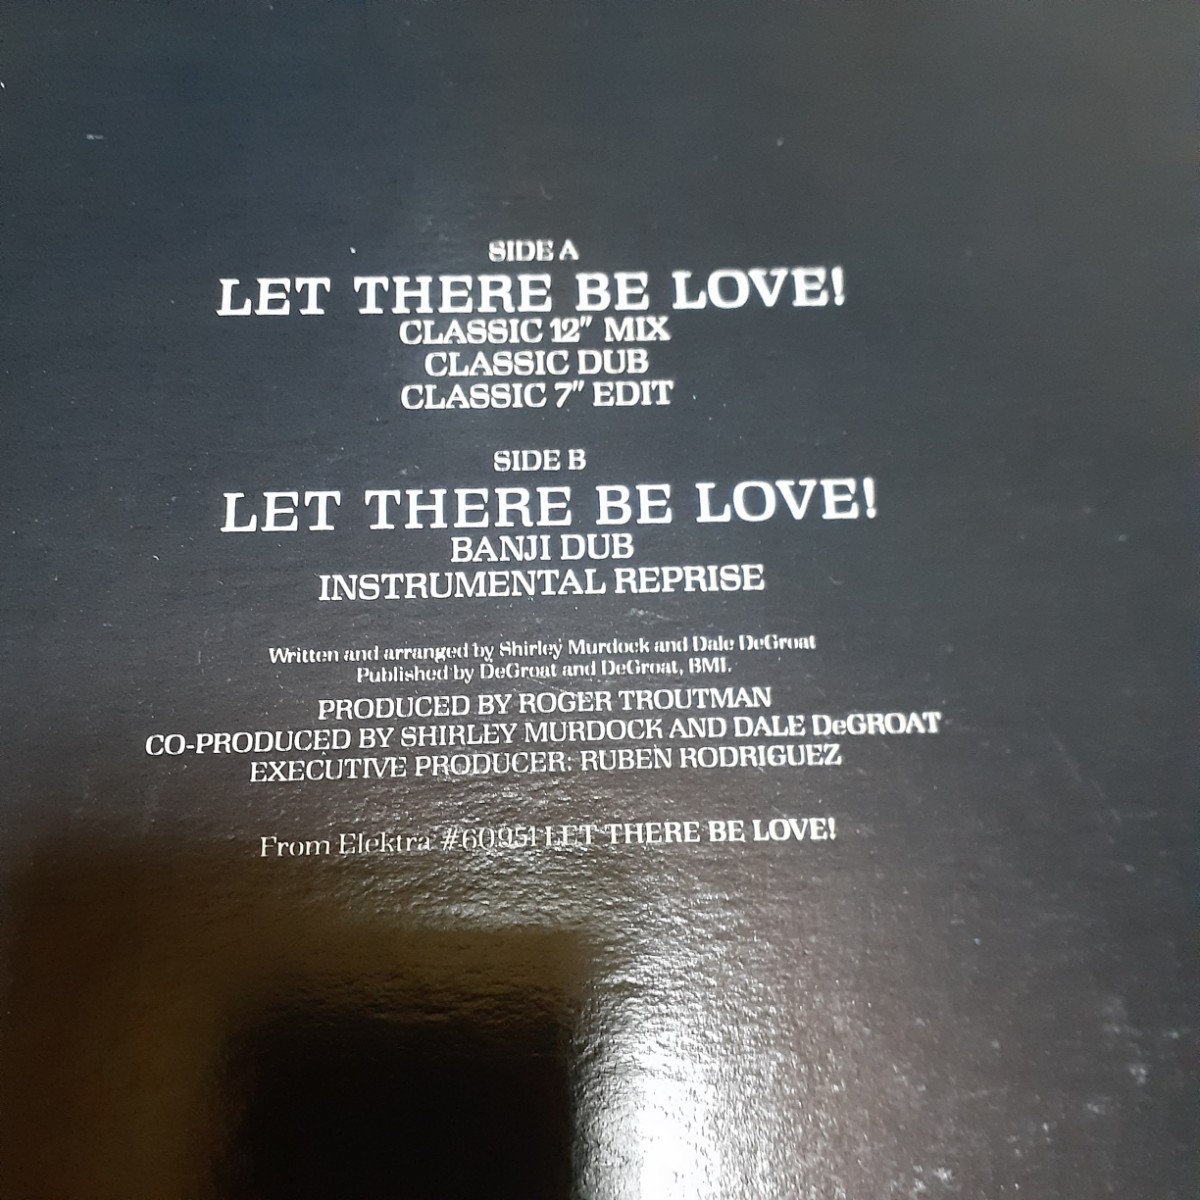 SIDE A
LET THERE BE LOVE!
CLASSIC 12" MIX
CLASSIC DUB
CLASSIC 7" EDIT
SIDE B
LET THERE BE LOVE!
BANJI DUB
INSTRUMENTAL REPRISE
Written and arranged by Shirley Murdock and Dale DeGroat
Published by DeGroat and DeGroat, BMI.
PRODUCED BY ROGER TROUTMAN
CO-PRODUCED BY SHIRLEY MURDOCK AND DALE DeGROAT
EXECUTIVE PRODUCER: RUBEN RODRIGUEZ
From Elektra #60951 LET THERE BE LOVE!